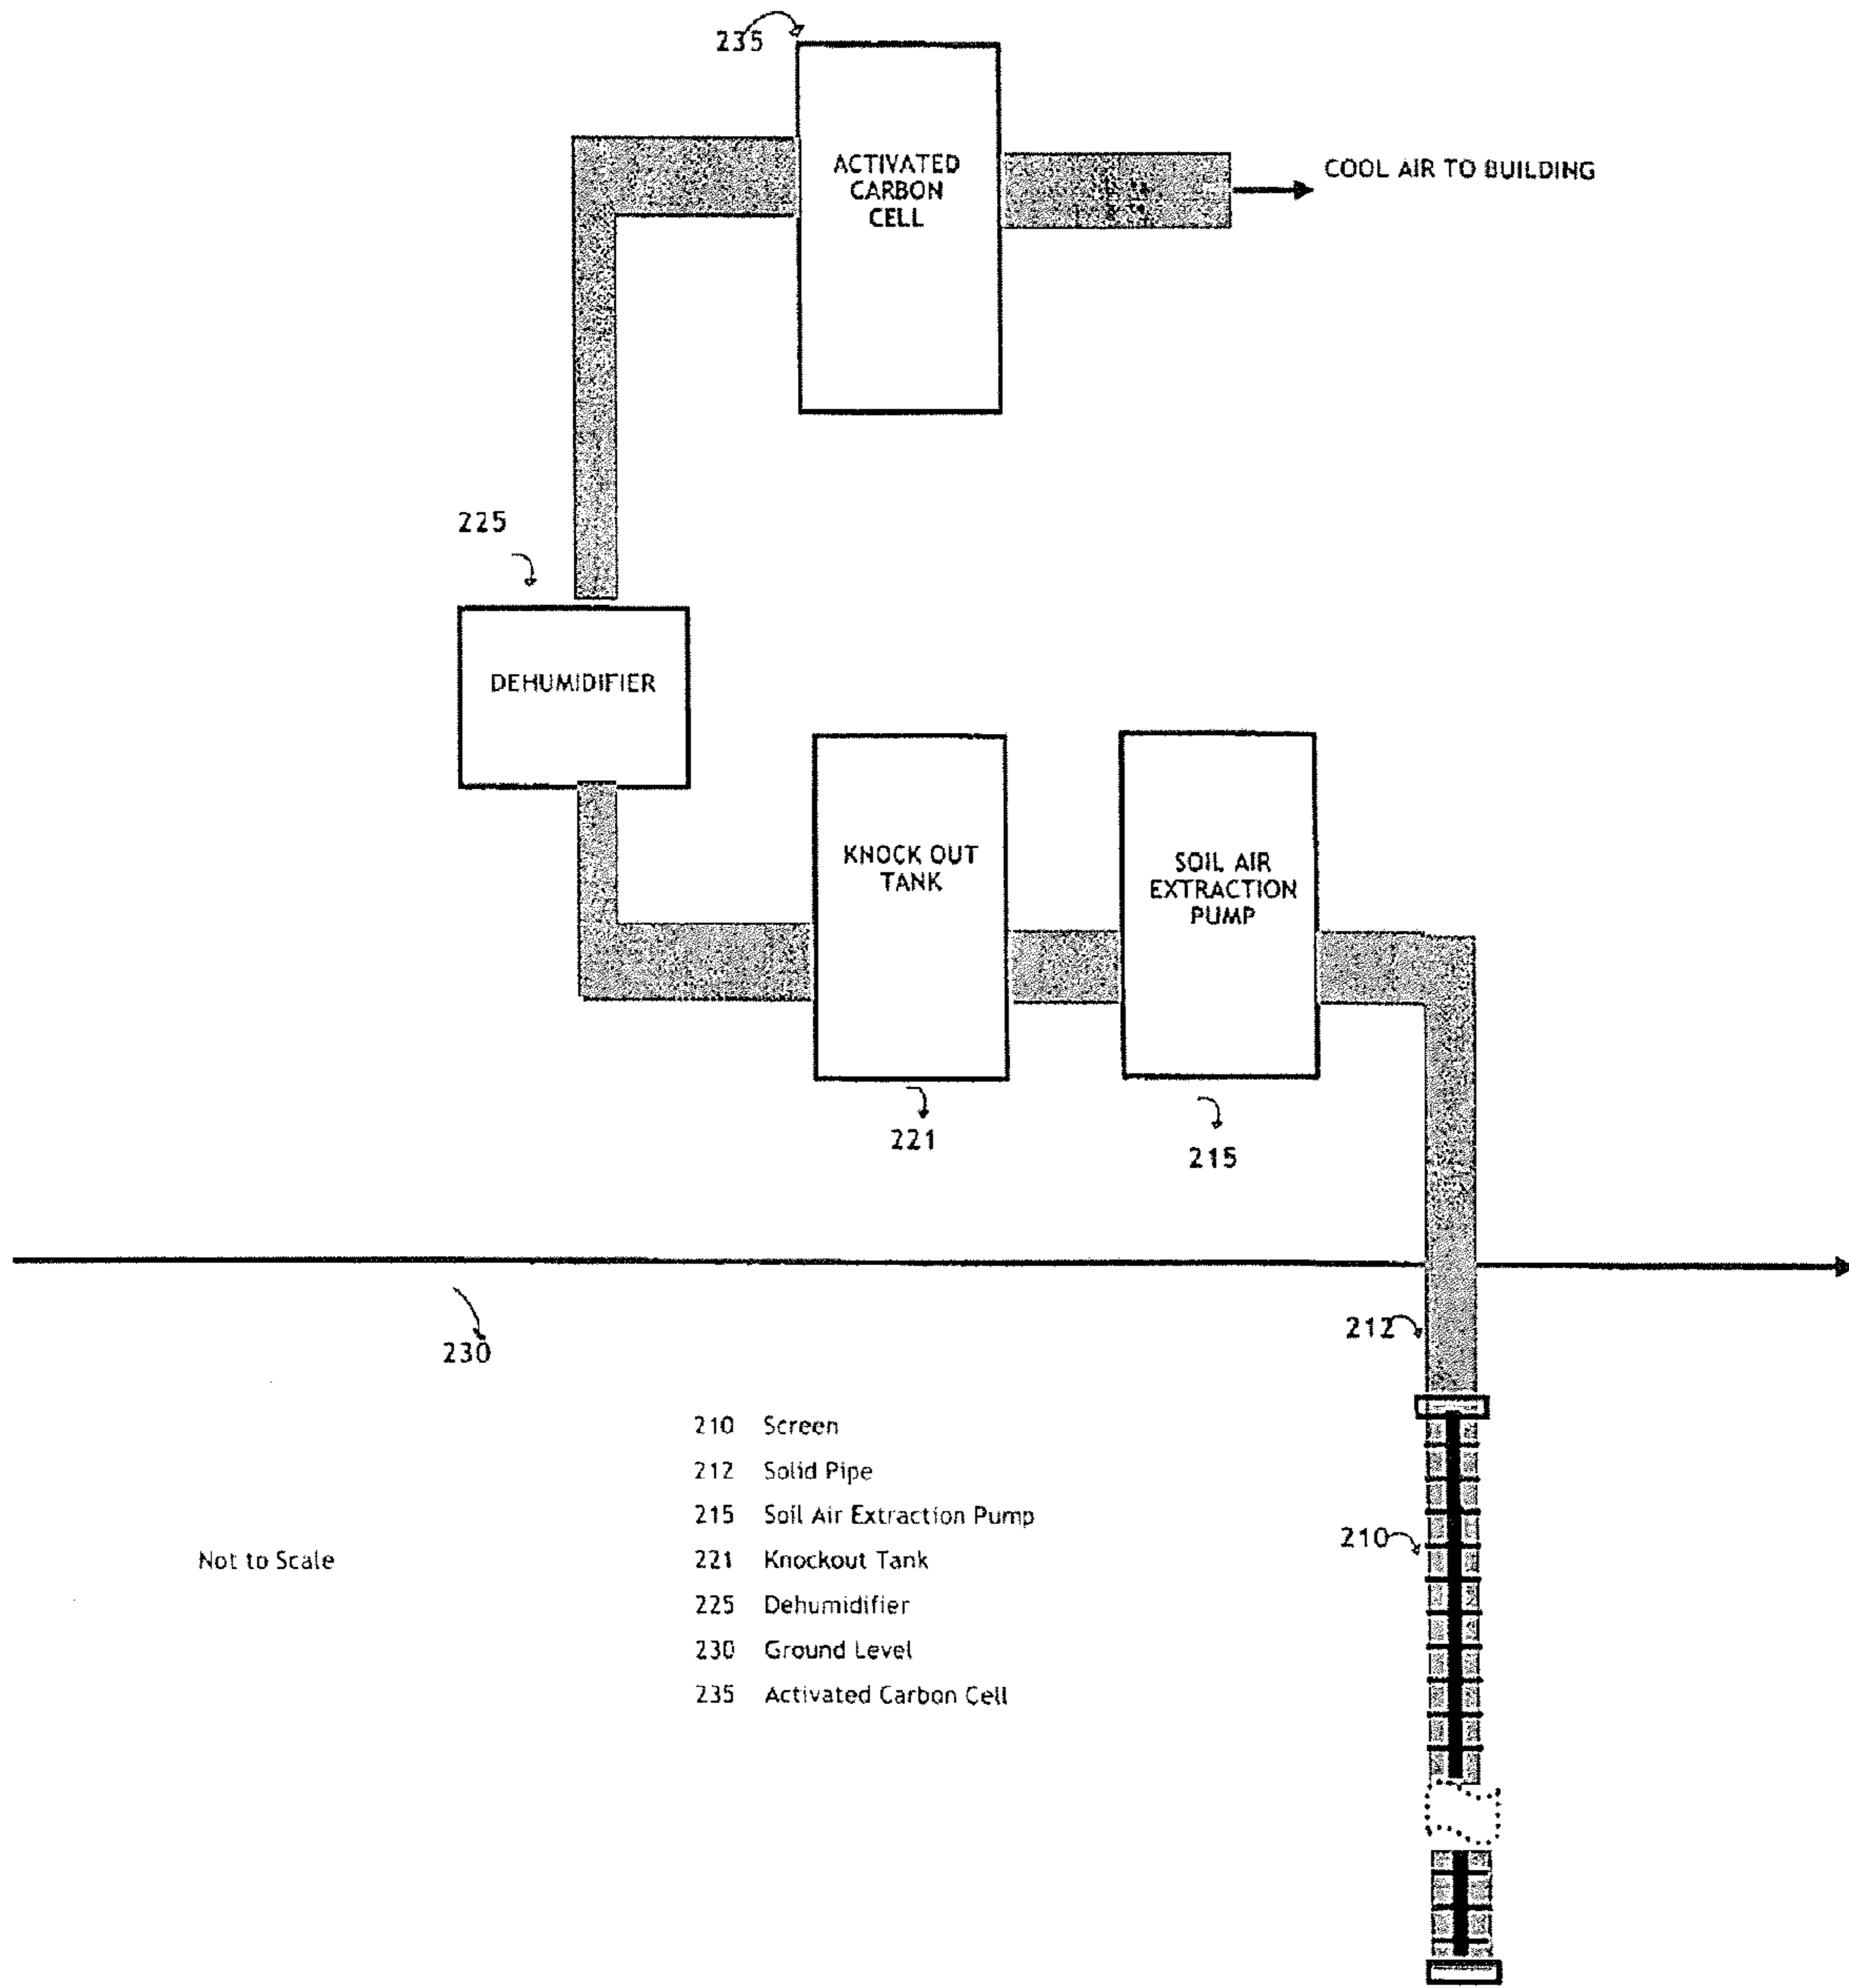 235
ACTIVATED
CARBON
CELL
COOL AIR TO BUILDING
225
DEHUMIDIFIER
KNOCK OUT
TANK
SOIL AIR
EXTRACTION
PUMP
221
215
230
212
210
210 Screen
212 Solid Pipe
215 Soil Air Extraction Pump
221 Knockout Tank
225 Dehumidifier
230 Ground Level
235 Activated Carbon Cell
Not to Scale